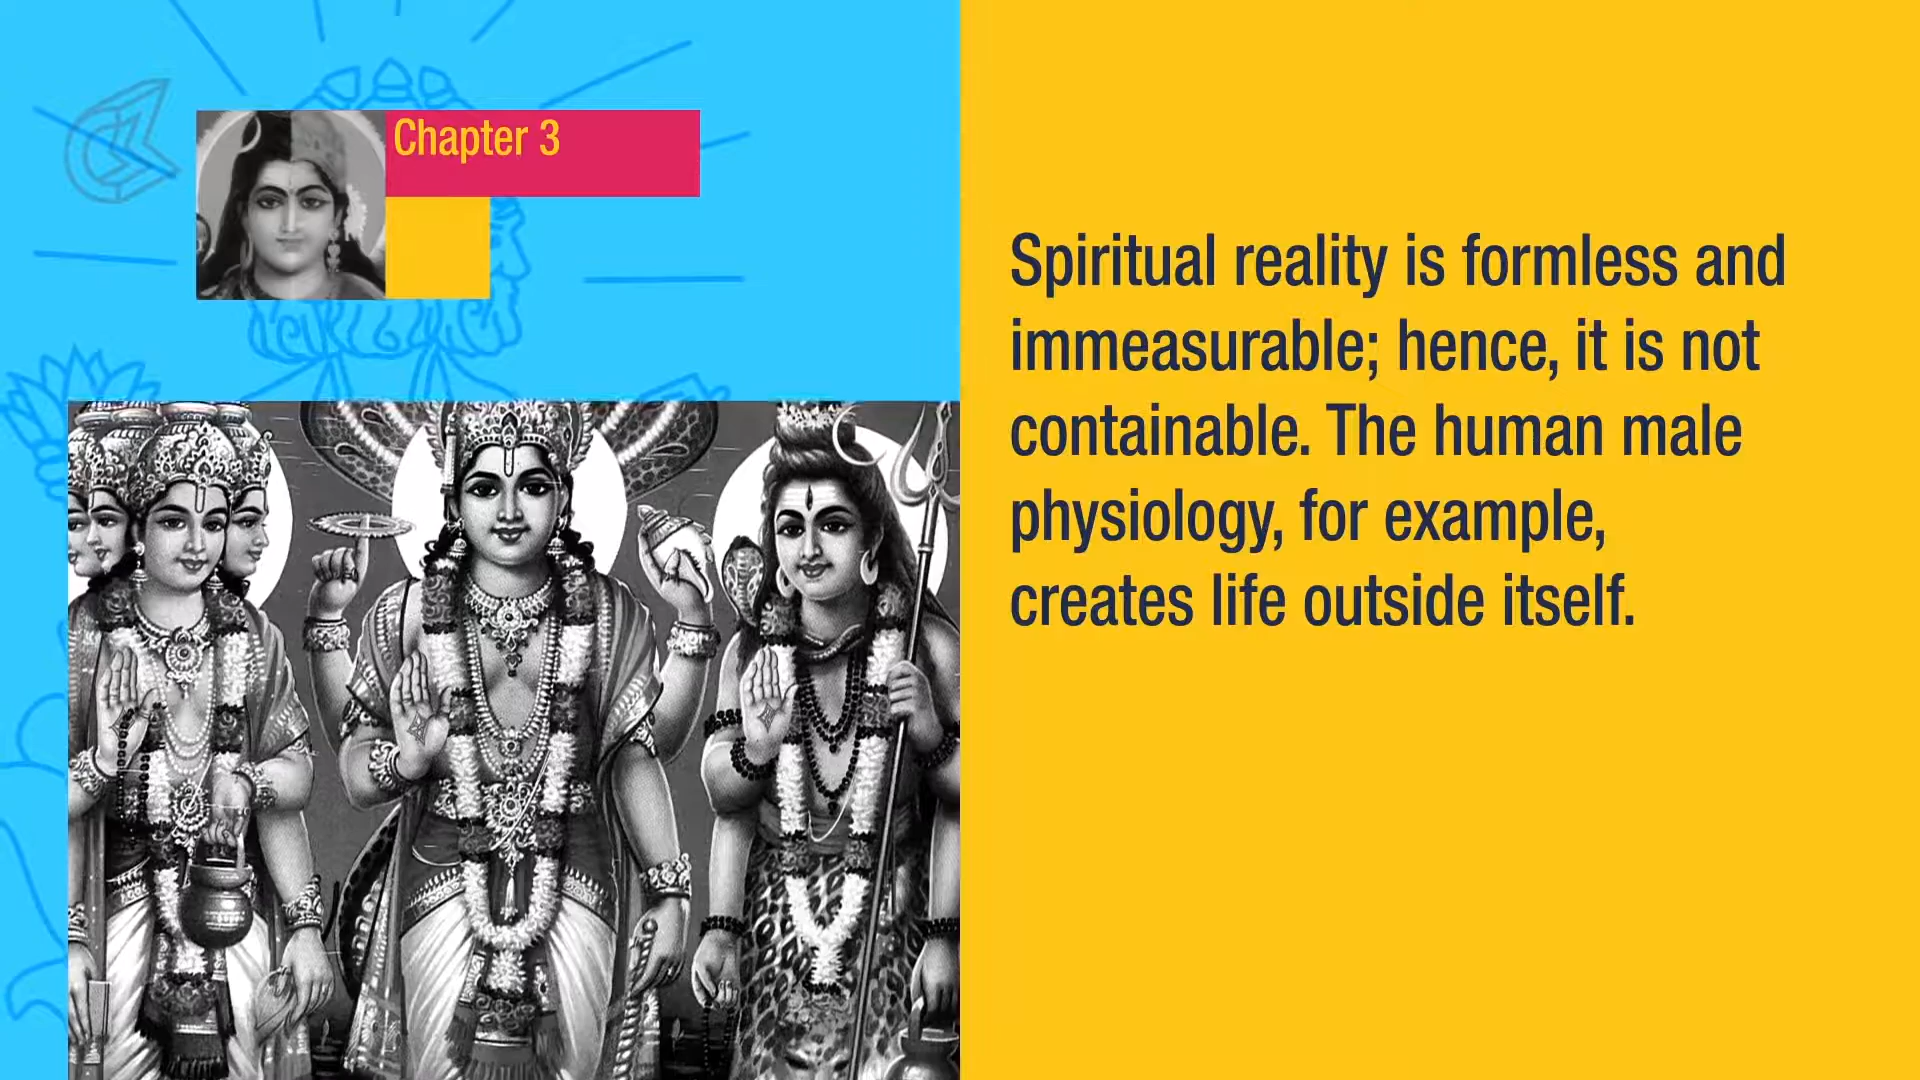 Chapter 3
Spiritual reality is formless and
immeasurable; hence, it is not
containable. The human male
physiology, for example,
creates life outside itself.